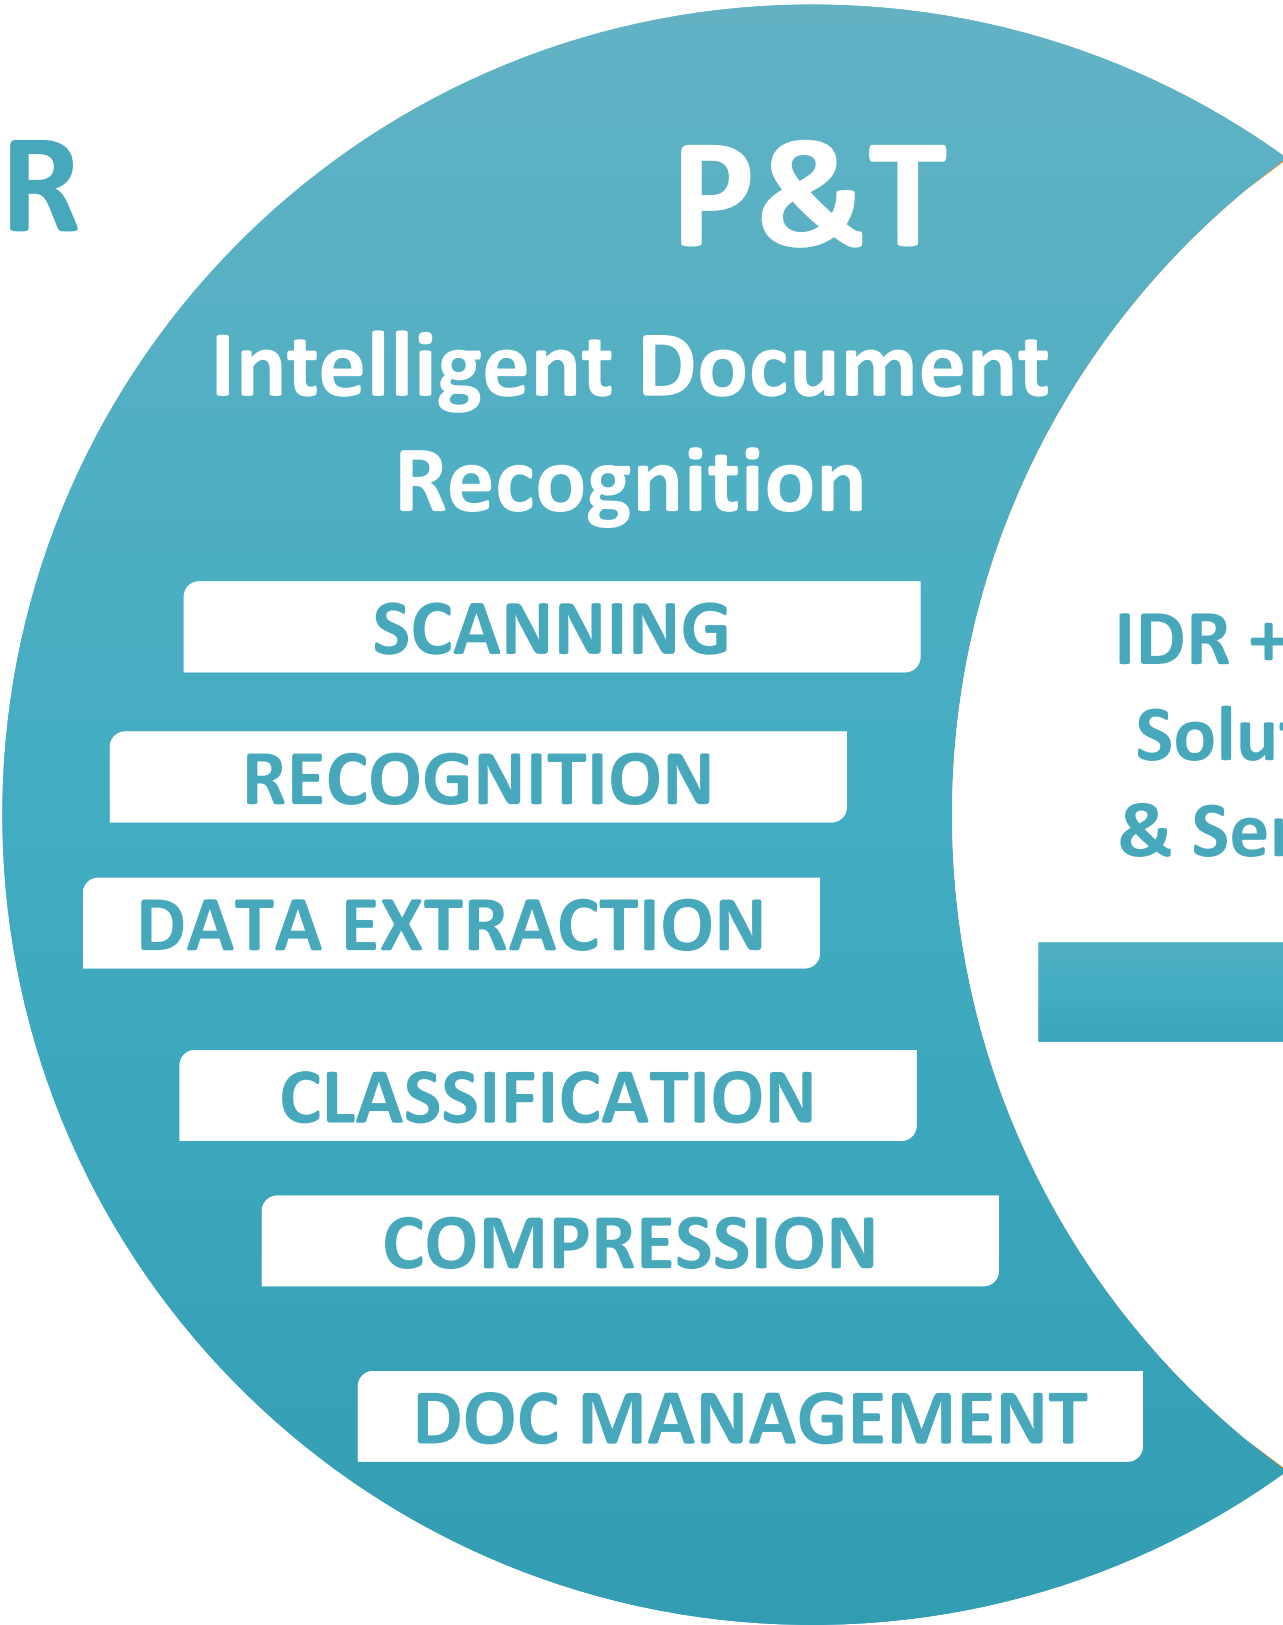 R
P&T
Intelligent Document
Recognition
SCANNING
RECOGNITION
DATA EXTRACTION
CLASSIFICATION
COMPRESSION
DOC MANAGEMENT
IDR +
&